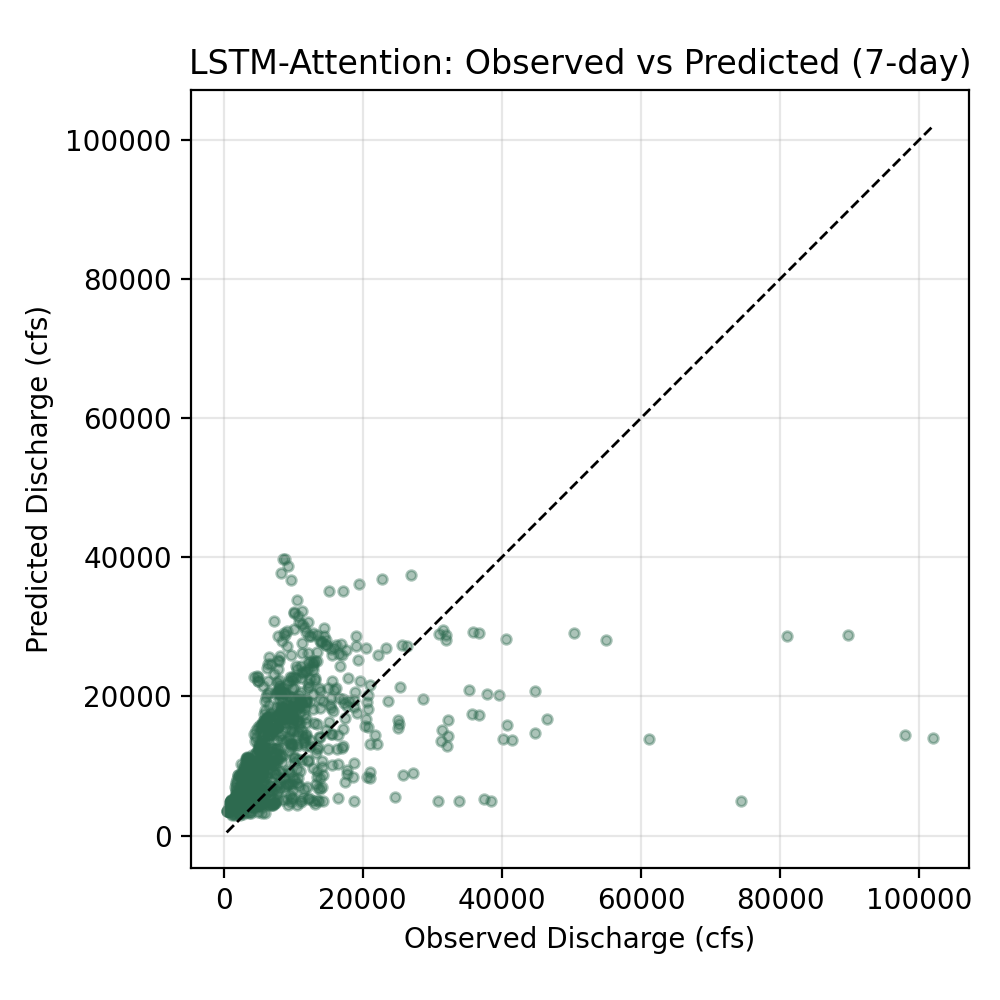 LSTM-Attention: Observed vs Predicted (7-day)
Predicted Discharge (cfs)
100000
80000
60000
40000
20000
0
0 20000 40000 60000 80000 100000
Observed Discharge (cfs)